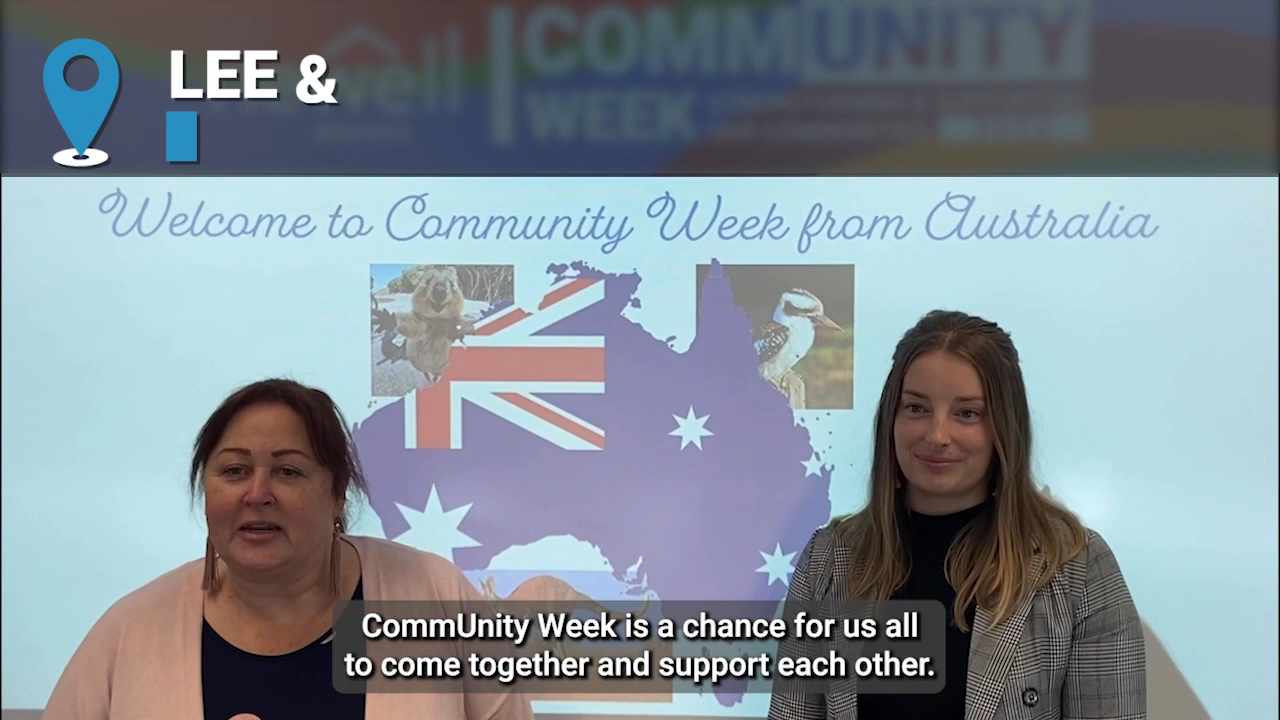 COMMUNITY
WEEK
LEE &
Welcome to Community Week from Australia
CommUnity Week is a chance for us all
to come together and support each other.